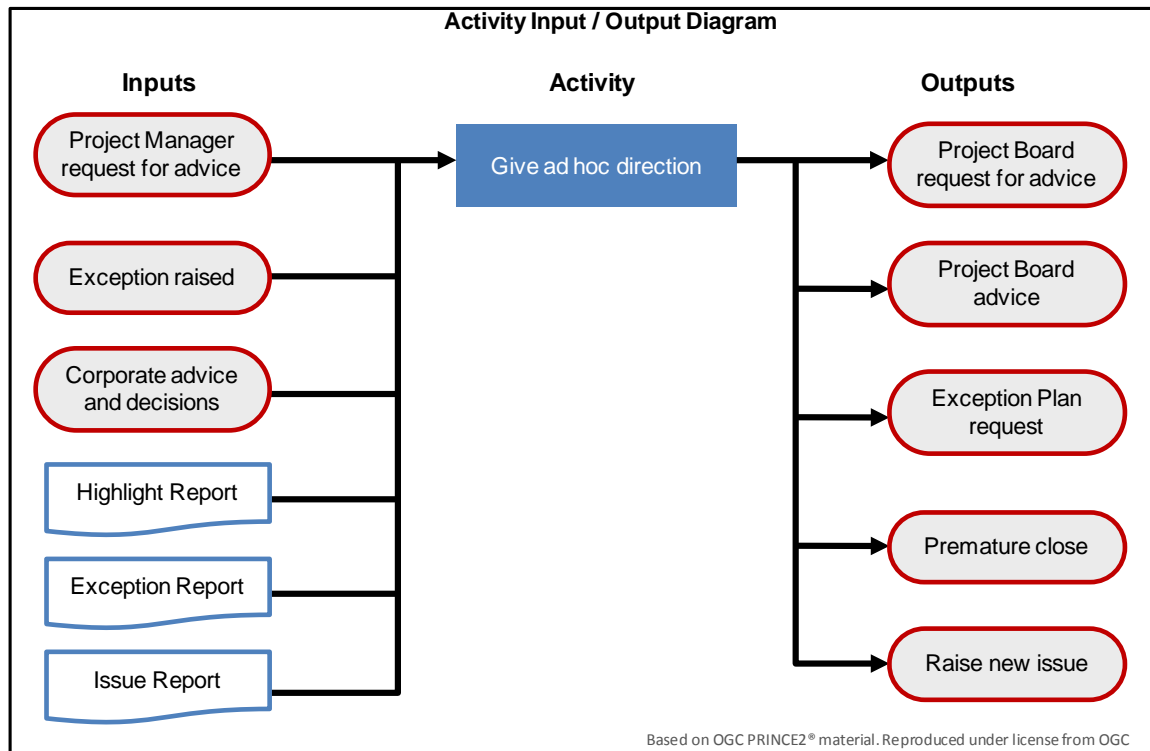 Activity Input / Output Diagram
Inputs
Activity
Outputs
Project Manager
request for advice
Give ad hoc direction
Project Board
request for advice
Exception raised
Project Board
advice
Corporate advice
and decisions
Exception Plan
request
Highlight Report
Premature close
Exception Report
Raise new issue
Issue Report
Based on OGC PRINCE2® material. Reproduced under license from OGC